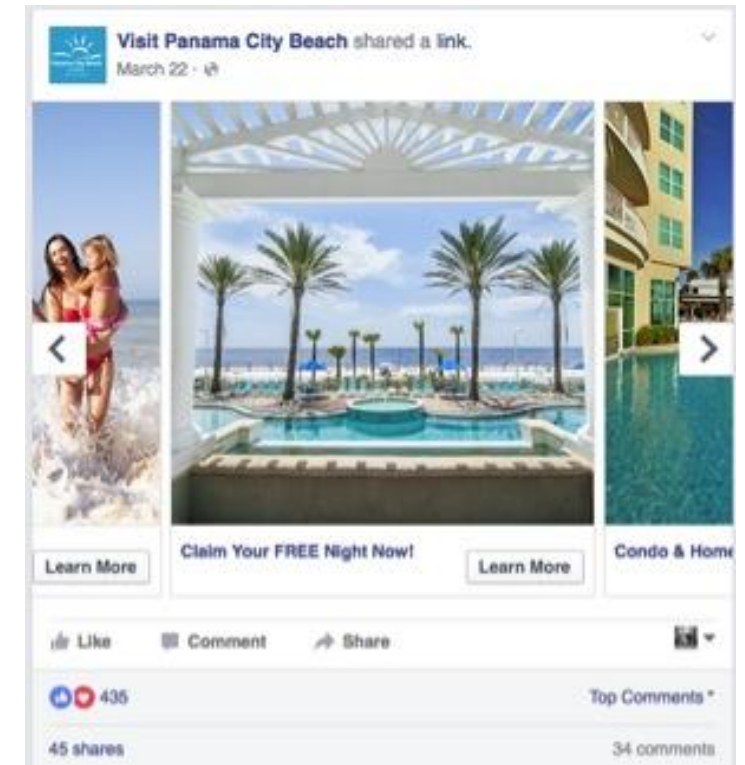 Visit Panama City Beach shared a link.
March 22 ·
Learn More
Claim Your FREE Night Now!
Learn More
Condo & Home
Like
Comment
Share
435
Top Comments
45 shares
34 comments